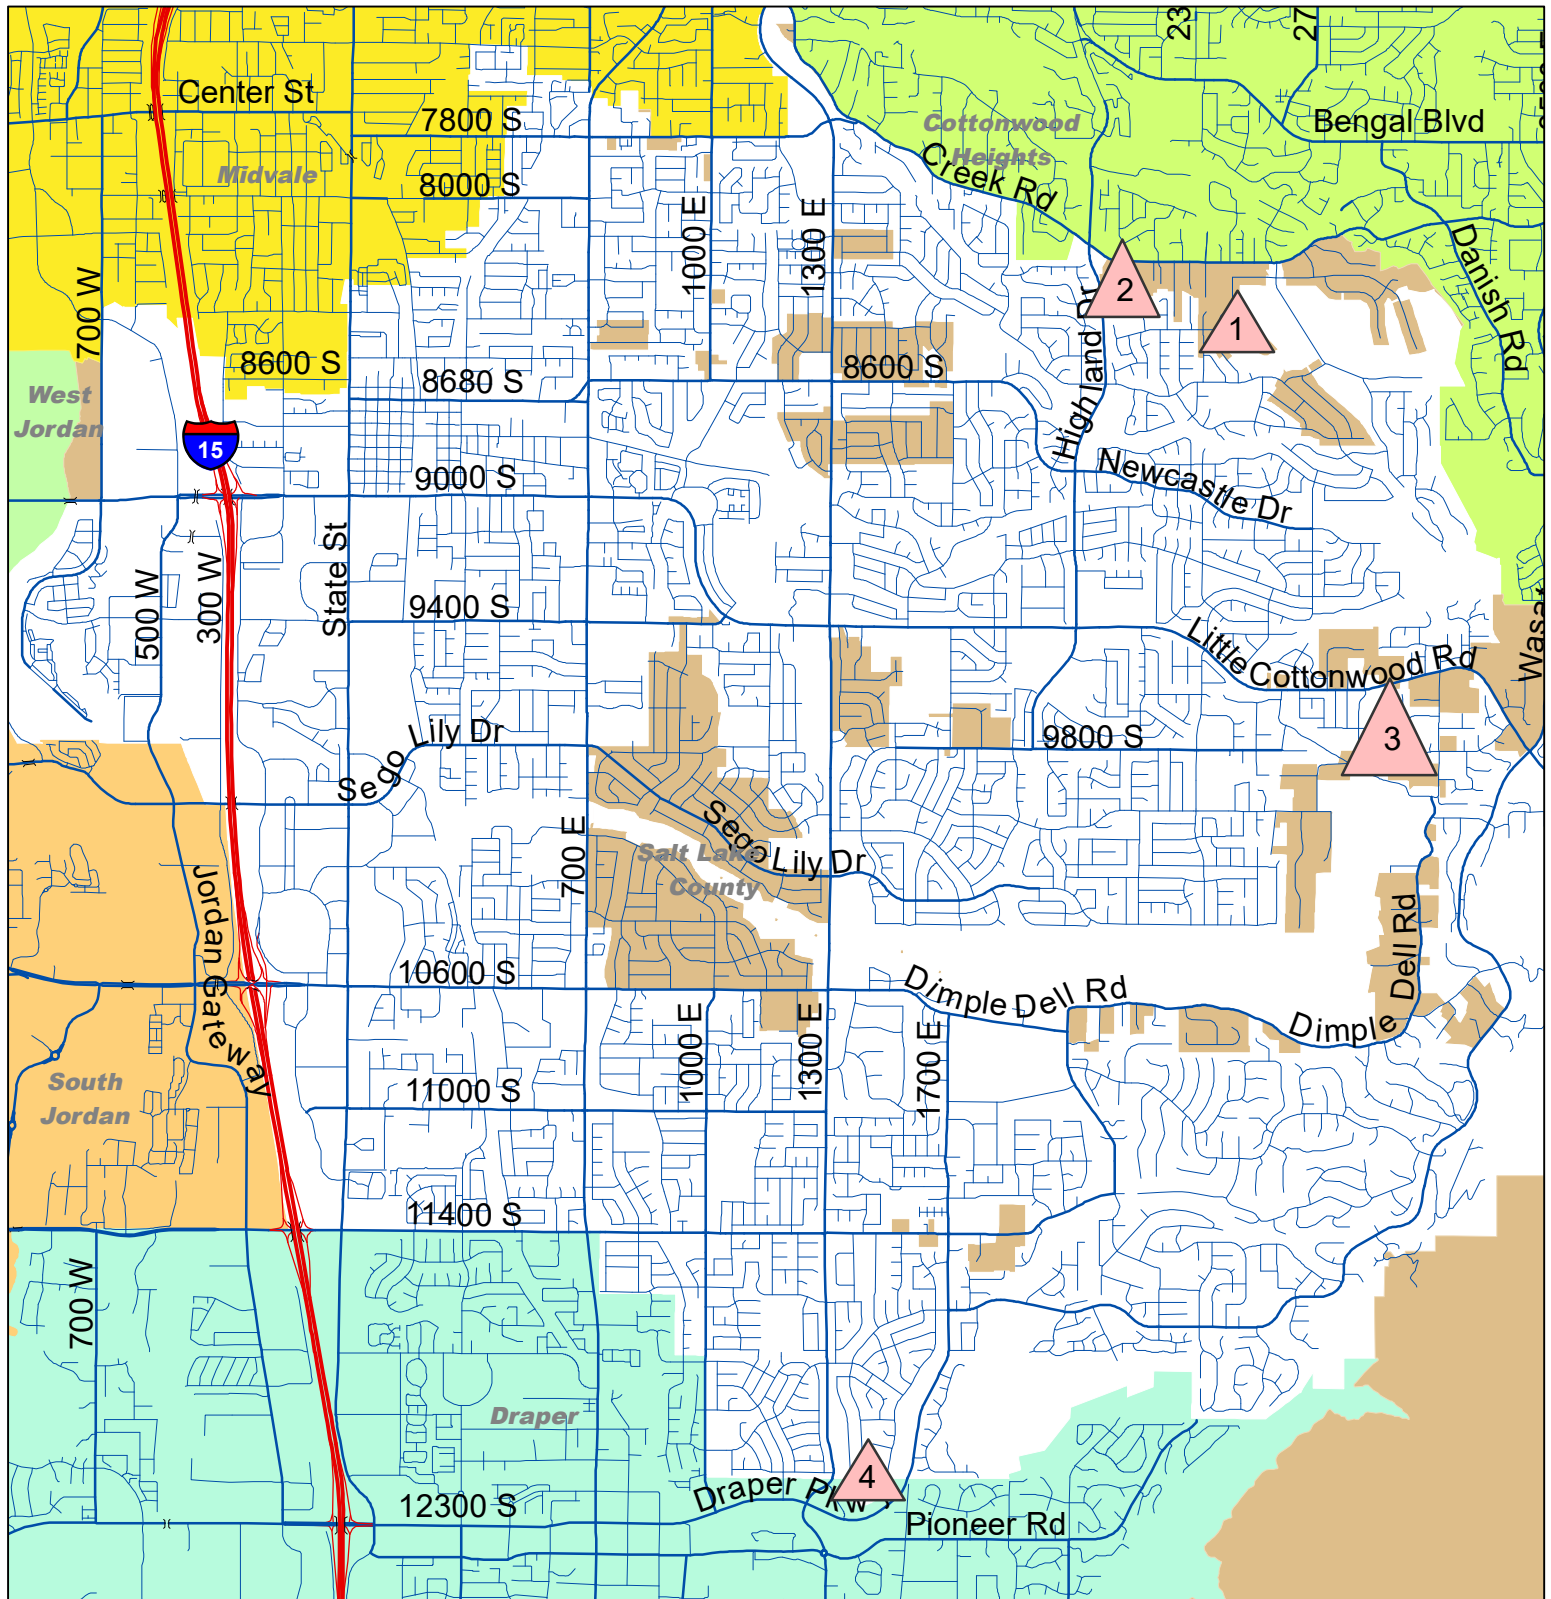 23
27
Center St
7800 S
Bengal Blvd
Cottonwood
Heights
Creek Rd
Midvale
8000 S
1000 E
1300 E
Danish Rd
700 W
2
1
Highland Dr
8600 S
8680 S
8600 S
West
Jordan
15
9000 S
Newcastle Dr
State St
300 W
500 W
9400 S
Little Cottonwood Rd
Wasa
Sego Lily Dr
9800 S
3
Sego Lily Dr
700 E
Salt Lake
County
Jordan Gateway
Dell Rd
10600 S
Dimple Dell Rd
Dimple
1000 E
1300 E
1700 E
South
Jordan
11000 S
11400 S
700 W
Draper
4
Draper Pkwy
12300 S
Pioneer Rd